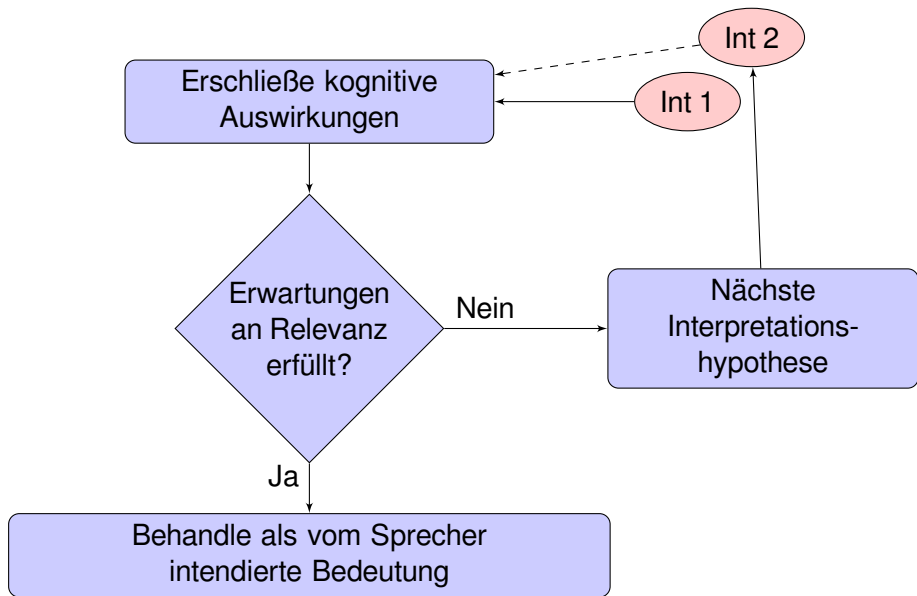 Int 2
Erschließe kognitive
Auswirkungen
Int 1
Erwartungen
an Relevanz
erfüllt?
Nein
Nächste
Interpretations-
hypothese
Ja
Behandle als vom Sprecher
intendierte Bedeutung